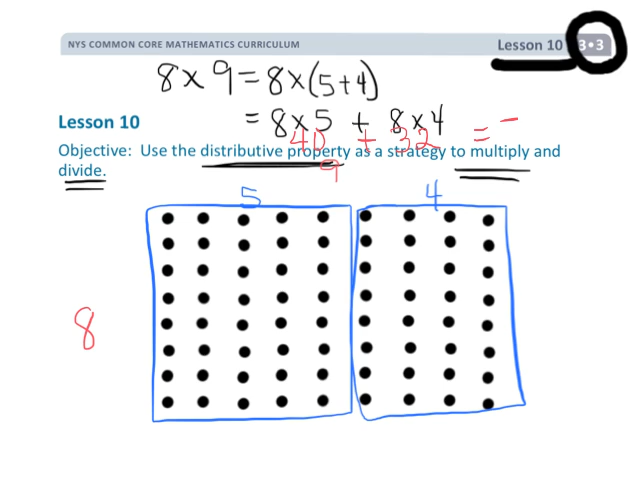 NYS COMMON CORE MATHEMATICS CURRICULUM Lesson 10 3•3
8 x 9 = 8 x (5+4)
= 8 x 5 + 8 x 4
Lesson 10
40 + 32 = -
Objective: Use the distributive property as a strategy to multiply and
divide.
9
5 4
8